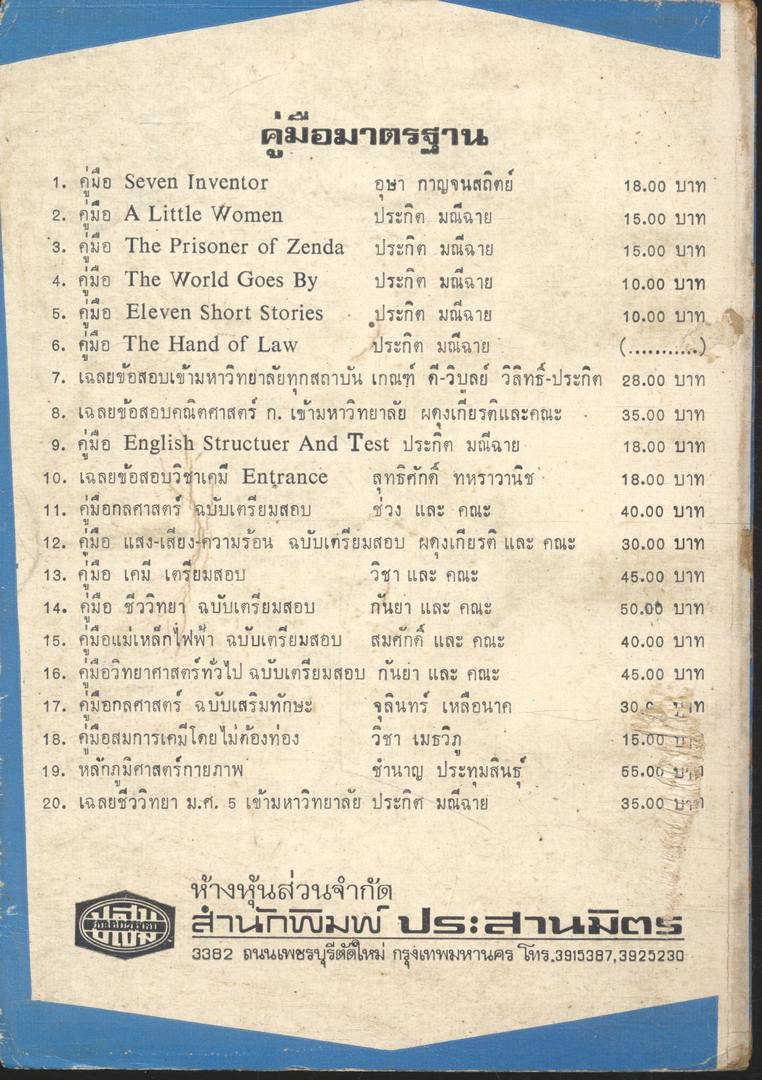 คู่มือมาตรฐาน
1. คู่มือ Seven Inventor อุษา กาญจนสถิตย์ 18.00 บาท
2. คู่มือ A Little Women ประกิต มณีฉาย 15.00 บาท
3. คู่มือ The Prisoner of Zenda ประกิต มณีฉาย 15.00 บาท
4. คู่มือ The World Goes By ประกิต มณีฉาย 10.00 บาท
5. คู่มือ Eleven Short Stories ประกิต มณีฉาย 10.00 บาท
6. คู่มือ The Hand of Law ประกิต มณีฉาย (...........)
7. เฉลยข้อสอบเข้ามหาวิทยาลัยทุกสถาบัน เกณฑ์ ดี-วิบูลย์ วิลิทธิ์-ประกิต 28.00 บาท
8. เฉลยข้อสอบคณิตศาสตร์ ก. เข้ามหาวิทยาลัย ผดุงเกียรติและคณะ 35.00 บาท
9. คู่มือ English Structuer And Test ประกิต มณีฉาย 18.00 บาท
10. เฉลยข้อสอบวิชาเคมี Entrance สุทธิศักดิ์ ทหราวานิช 18.00 บาท
11. คู่มือกลศาสตร์ ฉบับเตรียมสอบ ช่วง และ คณะ 40.00 บาท
12. คู่มือ แสง-เสียง-ความร้อน ฉบับเตรียมสอบ ผดุงเกียรติ และ คณะ 30.00 บาท
13. คู่มือ เคมี เตรียมสอบ วิชา และ คณะ 45.00 บาท
14. คู่มือ ชีววิทยา ฉบับเตรียมสอบ กันยา และ คณะ 50.00 บาท
15. คู่มือแม่เหล็กไฟฟ้า ฉบับเตรียมสอบ สมศักดิ์ และ คณะ 40.00 บาท
16. คู่มือวิทยาศาสตร์ทั่วไป ฉบับเตรียมสอบ กันยา และ คณะ 45.00 บาท
17. คู่มือกลศาสตร์ ฉบับเสริมทักษะ จุลินทร์ เหลือนาค
18. คู่มือสมการเคมีโดยไม่ต้องท่อง วิชา เมธวิภู 15.00 บาท
19. หลักภูมิศาสตร์กายภาพ ชำนาญ ประทุมสินธุ์ 55.00 บาท
20. เฉลยชีววิทยา ม.ศ. 5 เข้ามหาวิทยาลัย ประกิต มณีฉาย 35.00 บาท
ห้างหุ้นส่วนจำกัด
สำนักพิมพ์ ประสานมิตร
3382 ถนนเพชรบุรีตัดใหม่ กรุงเทพมหานคร โทร.3915387,3925230